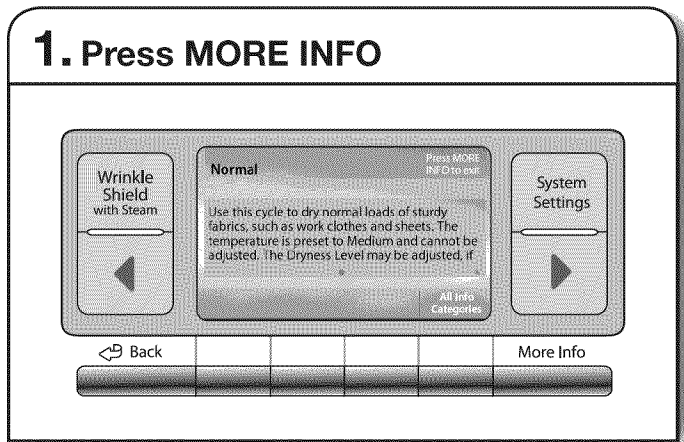 1. Press MORE INFO
Wrinkle
Shield
with Steam
Normal
Press MORE
INFO to exit
Use this cycle to dry normal loads of sturdy
fabrics, such as work clothes and sheets. The
temperature is preset to Medium and cannot be
adjusted. The Dryness Level may be adjusted, if
All Info
Categories
System
Settings
Back
More Info